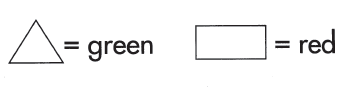 = green = red